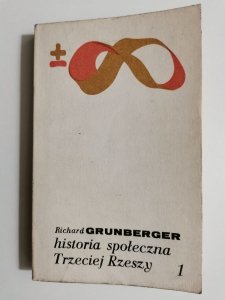 ±∞
Richard GRUNBERGER
historia społeczna
Trzeciej Rzeszy 1